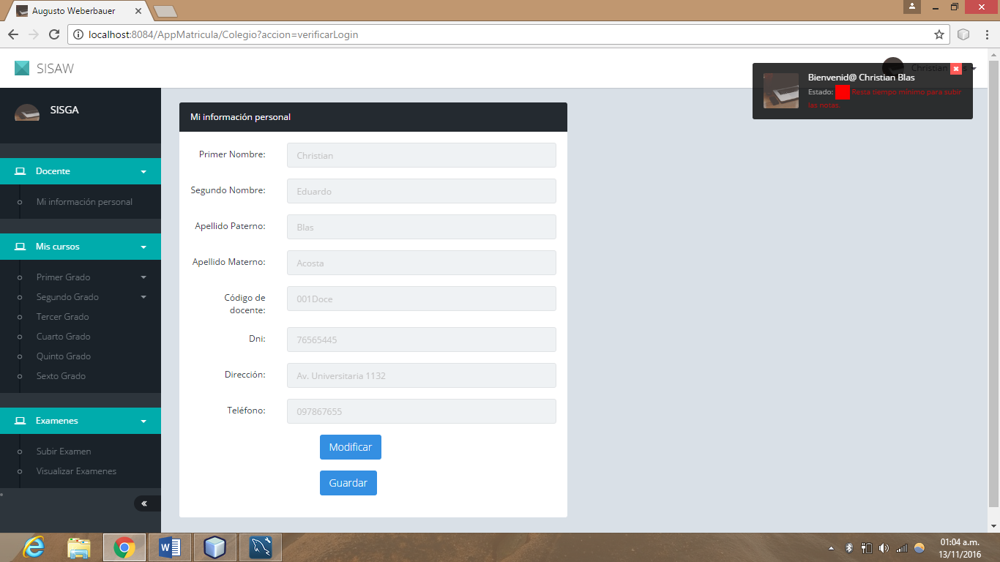 Augusto Weberbauer
localhost:8084/AppMatricula/Colegio?accion=verificarLogin
SISAW
Christian
Bienvenid@ Christian Blas
Estado: Resta tiempo mínimo para subir
las notas.
SISGA
Docente
Mi información personal
Mis cursos
Primer Grado
Segundo Grado
Tercer Grado
Cuarto Grado
Quinto Grado
Sexto Grado
Examenes
Subir Examen
Visualizar Examenes
Mi información personal
Primer Nombre: Christian
Segundo Nombre: Eduardo
Apellido Paterno: Blas
Apellido Materno: Acosta
Código de
docente: 001Doce
Dni: 76565445
Dirección: Av. Universitaria 1132
Teléfono: 097867655
Modificar
Guardar
01:04 a.m.
13/11/2016